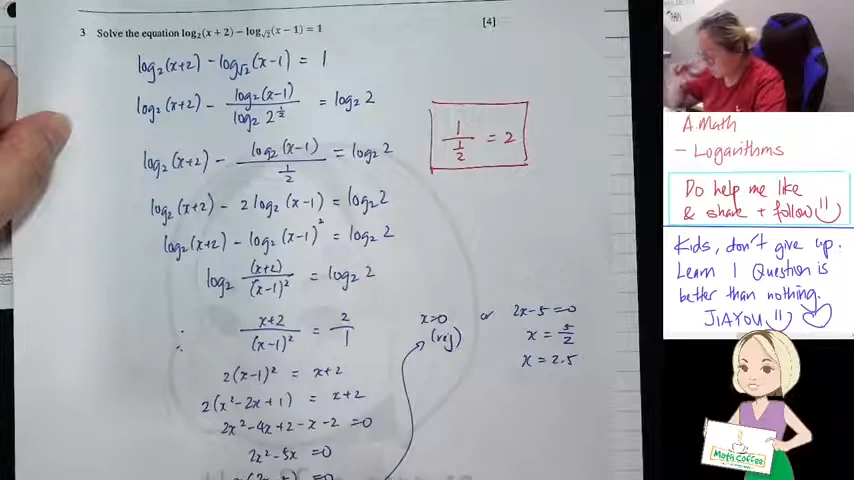 3 Solve the equation log₂(x + 2) − log√2(x − 1) = 1 [4]
log₂(x+2) - log√2(x-1) = 1
log₂(x+2) - log₂(x-1) / log₂ 2^½ = log₂ 2
log₂(x+2) - log₂(x-1) / ½ = log₂ 2
log₂(x+2) - 2log₂(x-1) = log₂2
log₂(x+2) - log₂(x-1)² = log₂ 2
log₂ (x+2)/(x-1)² = log₂ 2
∴ x+2/(x-1)² = 2/1
2(x-1)² = x+2
2(x²-2x+1) = x+2
2x²-4x+2-x-2=0
2x²-5x=0
1/½ = 2
(rej)
or 2x-5=0
x = 5/2
x = 2.5
A.Math
- Logarithms
Do help me like
& share + follow
Kids, don't give up.
Learn 1 Question is
better than nothing.
JIAYOU
Math Coffee